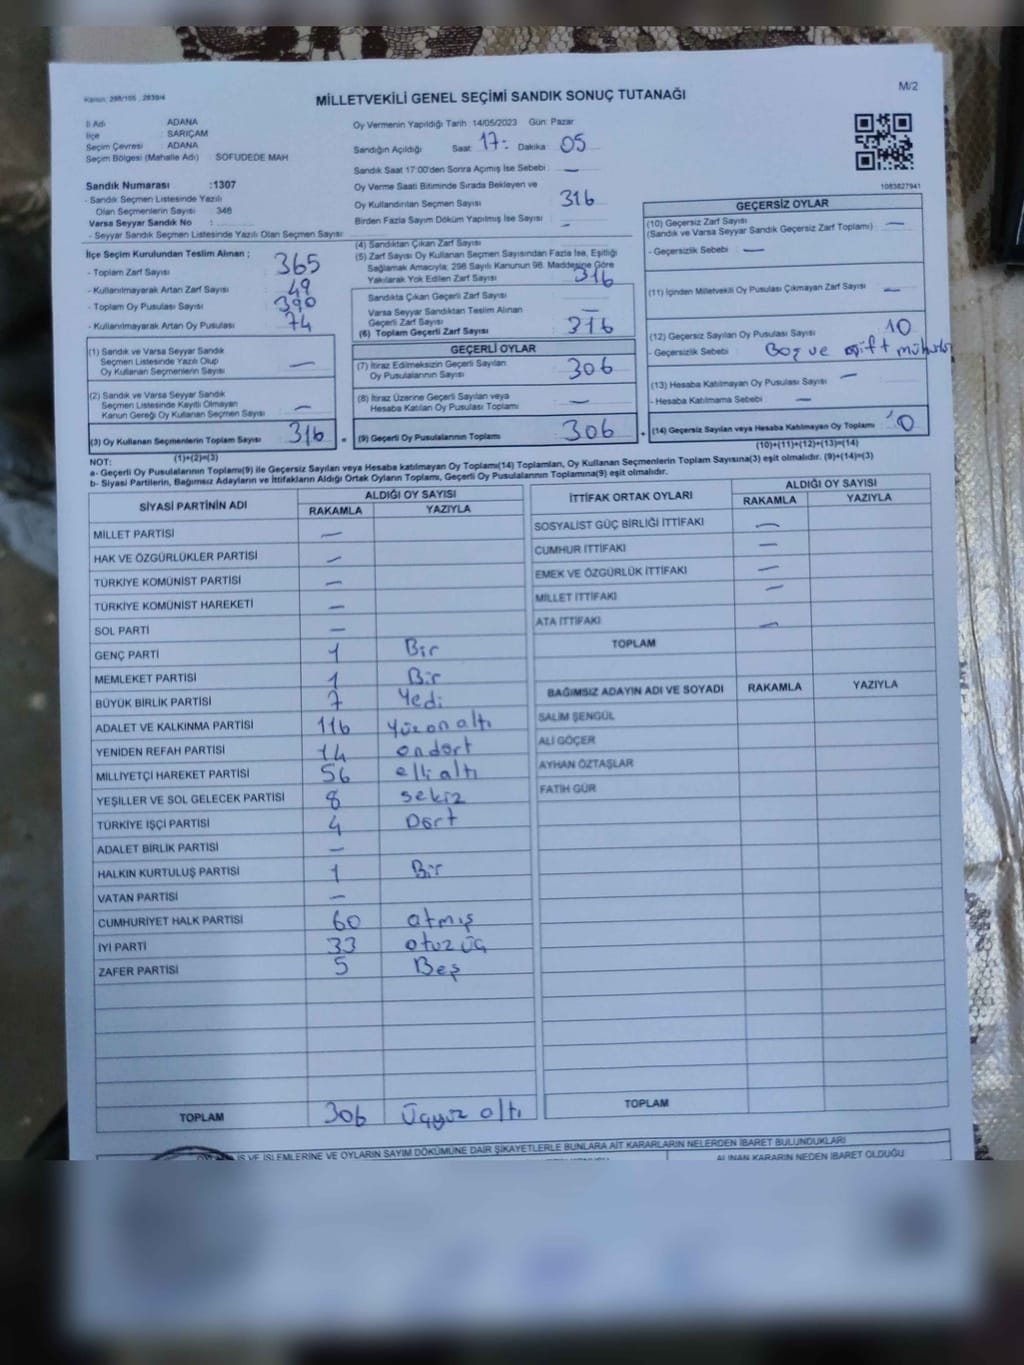 Kanun: 298/105 , 2839/4
M/2
MİLLETVEKİLİ GENEL SEÇİMİ SANDIK SONUÇ TUTANAĞI
İl Adı : ADANA
İlçe : SARIÇAM
Seçim Çevresi : ADANA
Seçim Bölgesi (Mahalle Adı) : SOFUDEDE MAH
Sandık Numarası :1307
- Sandık Seçmen Listesinde Yazılı
Olan Seçmenlerin Sayısı : 348
Varsa Seyyar Sandık No :
- Seyyar Sandık Seçmen Listesinde Yazılı Olan Seçmen Sayısı:
Oy Vermenin Yapıldığı Tarih :14/05/2023 Gün: Pazar
Sandığın Açıldığı Saat 17: Dakika 05
Sandık Saat 17:00'den Sonra Açılmış İse Sebebi : —
Oy Verme Saati Bitiminde Sırada Bekleyen ve
Oy Kullandırılan Seçmen Sayısı : 316
Birden Fazla Sayım Döküm Yapılmış İse Sayısı : —
1083827941
İlçe Seçim Kurulundan Teslim Alınan ;
- Toplam Zarf Sayısı : 365
- Kullanılmayarak Artan Zarf Sayısı : 49
- Toplam Oy Pusulası Sayısı : 390
- Kullanılmayarak Artan Oy Pusulası : 74
(1) Sandık ve Varsa Seyyar Sandık
Seçmen Listesinde Yazılı Olup
Oy Kullanan Seçmenlerin Sayısı : —
(2) Sandık ve Varsa Seyyar Sandık
Seçmen Listesinde Kayıtlı Olmayan
Kanun Gereği Oy Kullanan Seçmen Sayısı : —
(3) Oy Kullanan Seçmenlerin Toplam Sayısı : 316
(1)+(2)=(3)
(4) Sandıktan Çıkan Zarf Sayısı :
(5) Zarf Sayısı Oy Kullanan Seçmen Sayısından Fazla İse, Eşitliği
Sağlamak Amacıyla; 298 Sayılı Kanunun 98. Maddesine Göre
Yakılarak Yok Edilen Zarf Sayısı : 316
Sandıkta Çıkan Geçerli Zarf Sayısı : —
Varsa Seyyar Sandıktan Teslim Alınan
Geçerli Zarf Sayısı :
(6) Toplam Geçerli Zarf Sayısı : 316
GEÇERLİ OYLAR
(7) İtiraz Edilmeksizin Geçerli Sayılan
Oy Pusulalarının Sayısı : 306
(8) İtiraz Üzerine Geçerli Sayılan veya
Hesaba Katılan Oy Pusulası Toplamı : —
(9) Geçerli Oy Pusulalarının Toplamı : 306
GEÇERSİZ OYLAR
(10) Geçersiz Zarf Sayısı
(Sandık ve Varsa Seyyar Sandık Geçersiz Zarf Toplamı) : —
- Geçersizlik Sebebi : —
(11) İçinden Milletvekili Oy Pusulası Çıkmayan Zarf Sayısı : —
(12) Geçersiz Sayılan Oy Pusulası Sayısı : 10
- Geçersizlik Sebebi : Boş ve çift
(13) Hesaba Katılmayan Oy Pusulası Sayısı : —
- Hesaba Katılmama Sebebi : —
(14) Geçersiz Sayılan veya Hesaba Katılmayan Oy Toplamı : 10
(10)+(11)+(12)+(13)=(14)
NOT:
a- Geçerli Oy Pusulaları Toplamı(9) ile Geçersiz Sayılan veya Hesaba katılmayan Oy Toplamı(14) Toplamları, Oy Kullanan Seçmenlerin Toplam Sayısına(3) eşit olmalıdır. (9)+(14)=(3)
b- Siyasi Partilerin, Bağımsız Adayların ve İttifakların Aldığı Ortak Oyların Toplamı, Geçerli Oy Pusulalarının Toplamına(9) eşit olmalıdır.
SİYASİ PARTİNİN ADI ALDIĞI OY SAYISI
RAKAMLA YAZIYLA
MİLLET PARTİSİ —
HAK VE ÖZGÜRLÜKLER PARTİSİ —
TÜRKİYE KOMÜNİST PARTİSİ —
TÜRKİYE KOMÜNİST HAREKETİ —
SOL PARTİ —
GENÇ PARTİ 1 Bir
MEMLEKET PARTİSİ 1 Bir
BÜYÜK BİRLİK PARTİSİ 7 Yedi
ADALET VE KALKINMA PARTİSİ 116 Yüzonaltı
YENİDEN REFAH PARTİSİ 14 ondört
MİLLİYETÇİ HAREKET PARTİSİ 56 elli altı
YEŞİLLER VE SOL GELECEK PARTİSİ 8 sekiz
TÜRKİYE İŞÇİ PARTİSİ 4 Dört
ADALET BİRLİK PARTİSİ —
HALKIN KURTULUŞ PARTİSİ 1 Bir
VATAN PARTİSİ —
CUMHURİYET HALK PARTİSİ 60 atmış
İYİ PARTİ 33 otuz üç
ZAFER PARTİSİ 5 Beş
TOPLAM 306 Üçyüz altı
İTTİFAK ORTAK OYLARI ALDIĞI OY SAYISI
RAKAMLA YAZIYLA
SOSYALİST GÜÇ BİRLİĞİ İTTİFAKI —
CUMHUR İTTİFAKI —
EMEK VE ÖZGÜRLÜK İTTİFAKI —
MİLLET İTTİFAKI —
ATA İTTİFAKI —
TOPLAM
BAĞIMSIZ ADAYIN ADI VE SOYADI RAKAMLA YAZIYLA
SALİM ŞENGÜL
ALİ GÖÇER
AYHAN ÖZTAŞLAR
FATİH GÜR
TOPLAM
İŞ VE İŞLEMLERİNE VE OYLARIN SAYIM DÖKÜMÜNE DAİR ŞİKAYETLERLE BUNLARA AİT KARARLARIN NELERDEN İBARET BULUNDUKLARI
ALINAN KARARIN NEDEN İBARET OLDUĞU